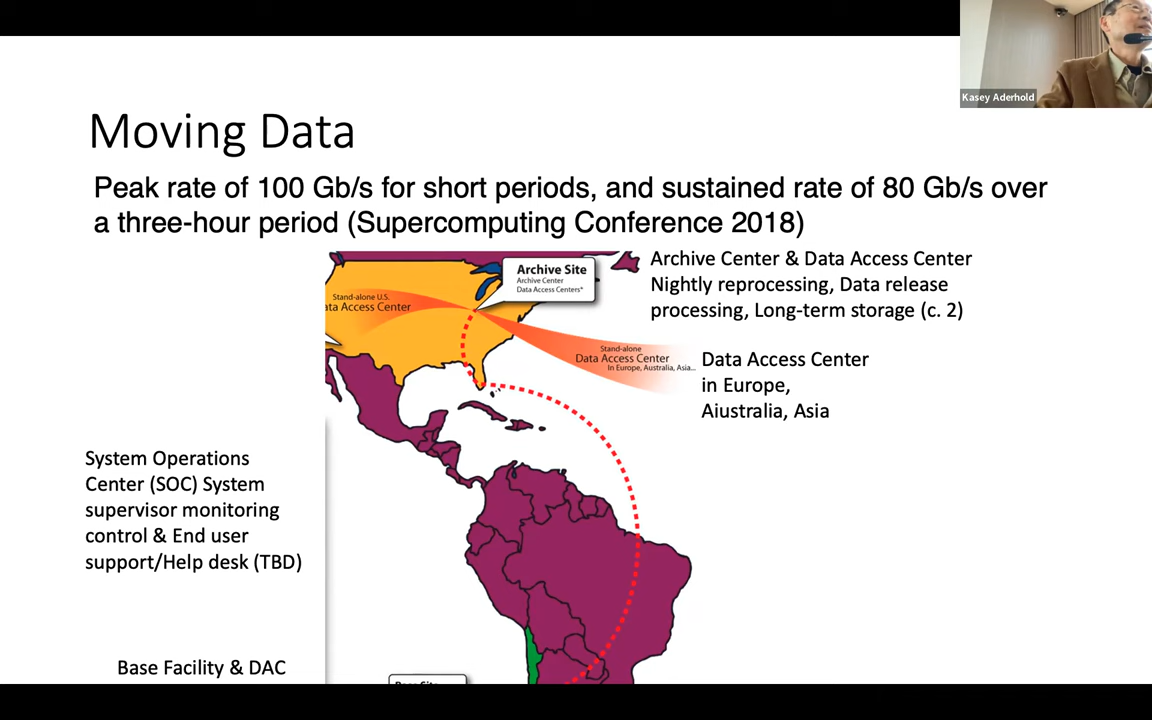 Kasey Aderhold
Moving Data
Peak rate of 100 Gb/s for short periods, and sustained rate of 80 Gb/s over
a three-hour period (Supercomputing Conference 2018)
Archive Site
Archive Center
Data Access Centers*
Stand-alone U.S.
ata Access Center
Archive Center & Data Access Center
Nightly reprocessing, Data release
processing, Long-term storage (c. 2)
Stand-alone
Data Access Center
In Europe, Australia, Asia...
Data Access Center
in Europe,
Aiustralia, Asia
System Operations
Center (SOC) System
supervisor monitoring
control & End user
support/Help desk (TBD)
Base Facility & DAC